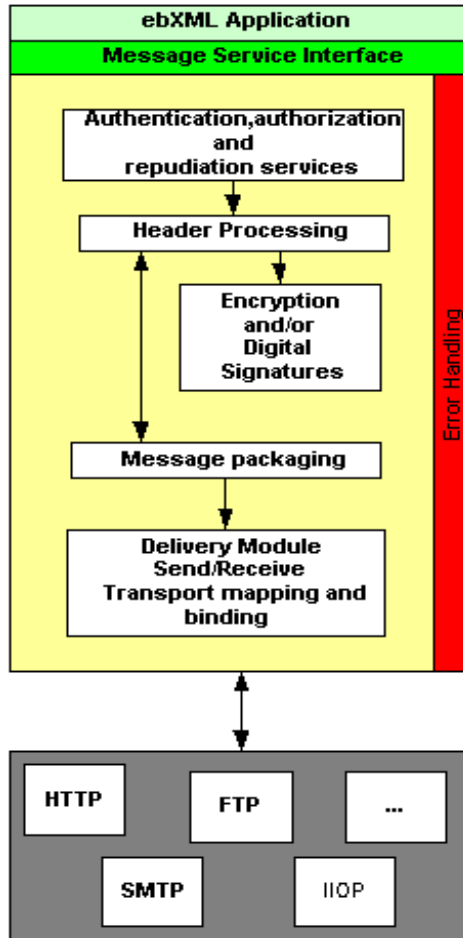 ebXML Application
Message Service Interface
Authentication,authorization
and
repudiation services
Header Processing
Encryption
and/or
Digital
Signatures
Error Handling
Message packaging
Delivery Module
Send/Receive
Transport mapping and
binding
HTTP
FTP
...
SMTP
IIOP